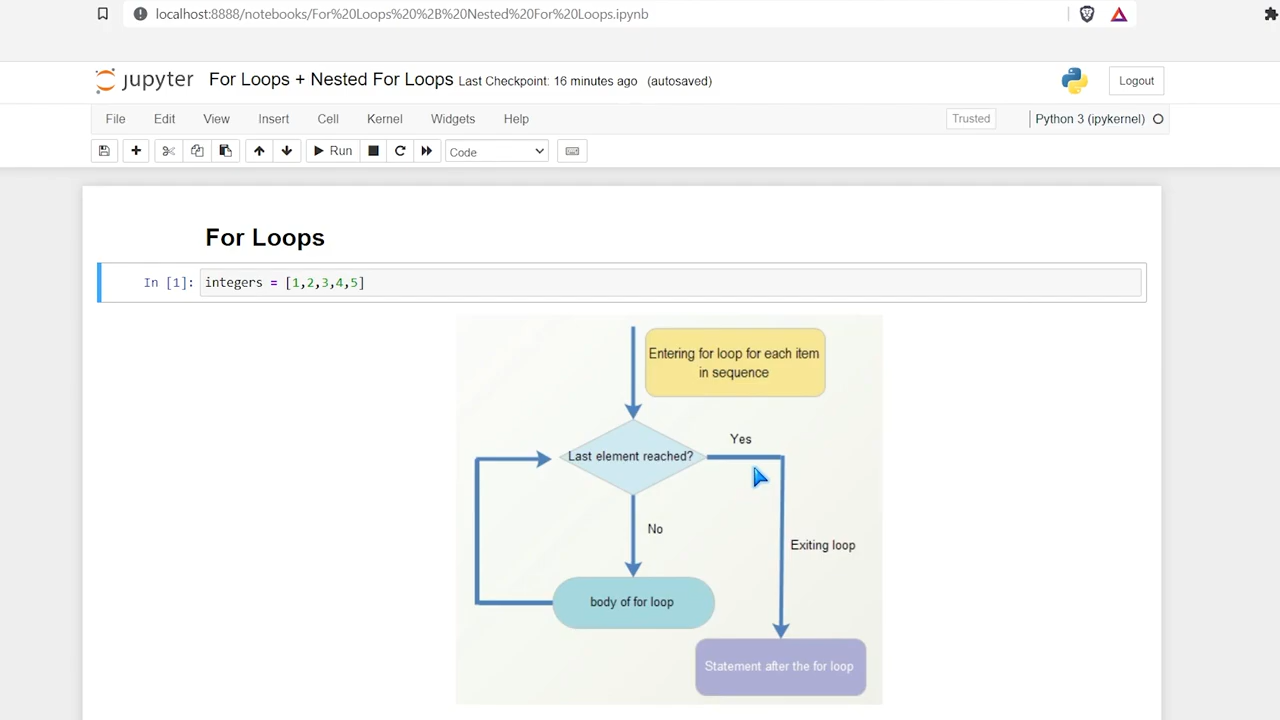 localhost:8888/notebooks/For%20Loops%20%2B%20Nested%20For%20Loops.ipynb
jupyter For Loops + Nested For Loops Last Checkpoint: 16 minutes ago (autosaved) Logout
File Edit View Insert Cell Kernel Widgets Help Trusted Python 3 (ipykernel)
Run Code
For Loops
In [1]: integers = [1,2,3,4,5]
Entering for loop for each item
in sequence
Yes
Last element reached?
No
Exiting loop
body of for loop
Statement after the for loop